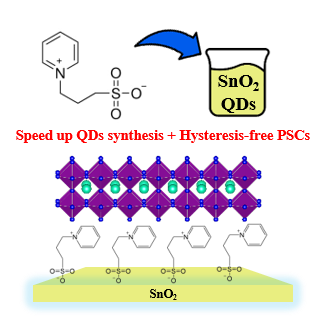 N
+
O
S-O
-
O
SnO2
QDs
Speed up QDs synthesis + Hysteresis-free PSCs
N+ N+ N+ N+
O=S=O O=S=O O=S=O O=S=O
-O -O -O -O
SnO2